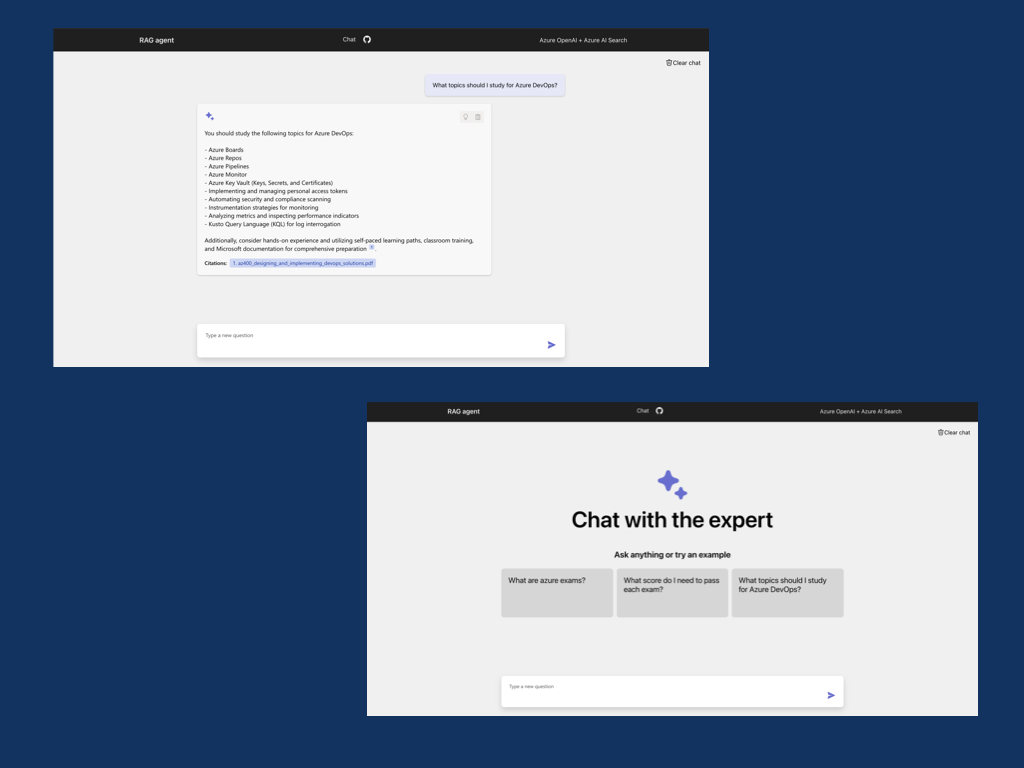 RAG agent
Chat
Azure OpenAI + Azure AI Search
Clear chat
What topics should I study for Azure DevOps?
You should study the following topics for Azure DevOps:
- Azure Boards
- Azure Repos
- Azure Pipelines
- Azure Monitor
- Azure Key Vault (Keys, Secrets, and Certificates)
- Implementing and managing personal access tokens
- Automating security and compliance scanning
- Instrumentation strategies for monitoring
- Analyzing metrics and inspecting performance indicators
- Kusto Query Language (KQL) for log interrogation
Additionally, consider hands-on experience and utilizing self-paced learning paths, classroom training,
and Microsoft documentation for comprehensive preparation 1.
Citations: 1. az400_designing_and_implementing_devops_solutions.pdf
Type a new question
RAG agent
Chat
Azure OpenAI + Azure AI Search
Clear chat
Chat with the expert
Ask anything or try an example
What are azure exams?
What score do I need to pass
each exam?
What topics should I study
for Azure DevOps?
Type a new question